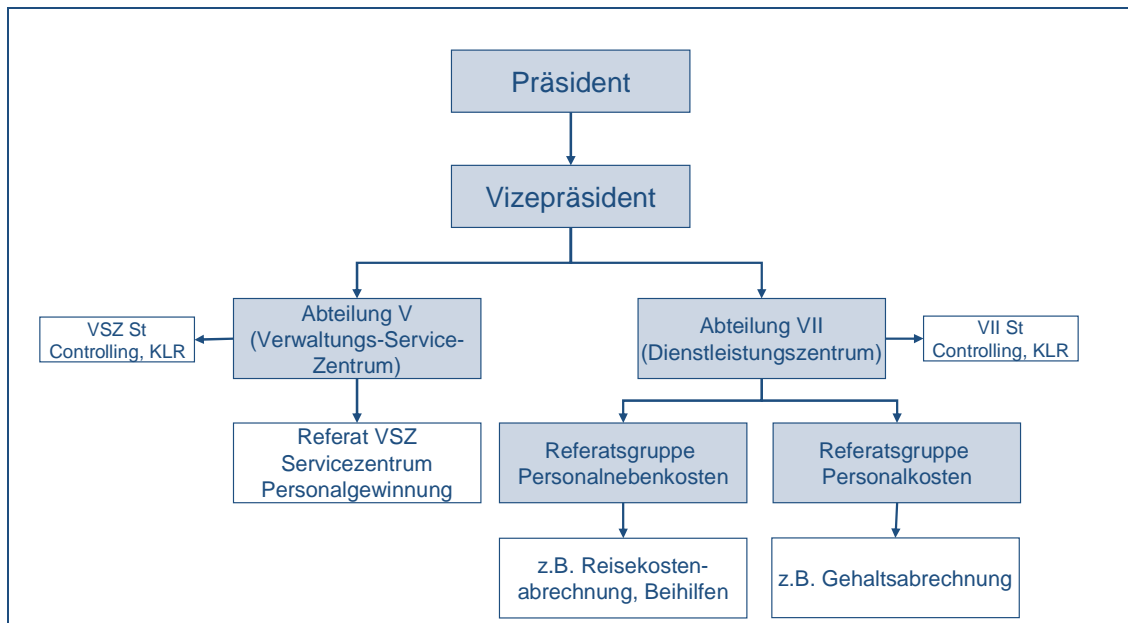 Präsident
Vizepräsident
Abteilung V
(Verwaltungs-Service-
Zentrum)
Abteilung VII
(Dienstleistungszentrum)
VSZ St
Controlling, KLR
VII St
Controlling, KLR
Referat VSZ
Servicezentrum
Personalgewinnung
Referatsgruppe
Personalnebenkosten
Referatsgruppe
Personalkosten
z.B. Reisekosten-
abrechnung, Beihilfen
z.B. Gehaltsabrechnung